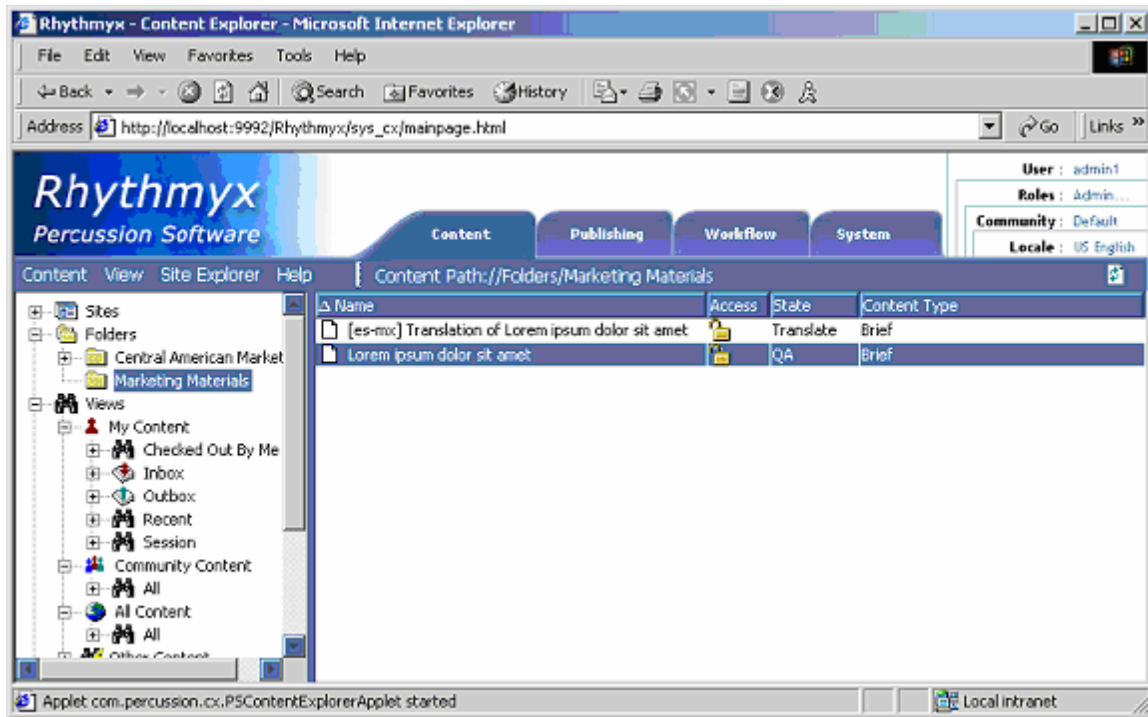 Rhythmyx - Content Explorer - Microsoft Internet Explorer
File Edit View Favorites Tools Help
Back Search Favorites History
Address http://localhost:9992/Rhythmyx/sys_cx/mainpage.html Go Links »
Rhythmyx
Percussion Software
Content Publishing Workflow System
User : admin1
Roles : Admin...
Community : Default
Locale : US English
Content View Site Explorer Help
Content Path://Folders/Marketing Materials
Sites
Folders
Central American Market
Marketing Materials
Views
My Content
Checked Out By Me
Inbox
Outbox
Recent
Session
Community Content
All
All Content
All
Other Content
Name Access State Content Type
[es-mx] Translation of Lorem ipsum dolor sit amet Translate Brief
Lorem ipsum dolor sit amet QA Brief
Applet com.percussion.cx.PSContentExplorerApplet started Local intranet